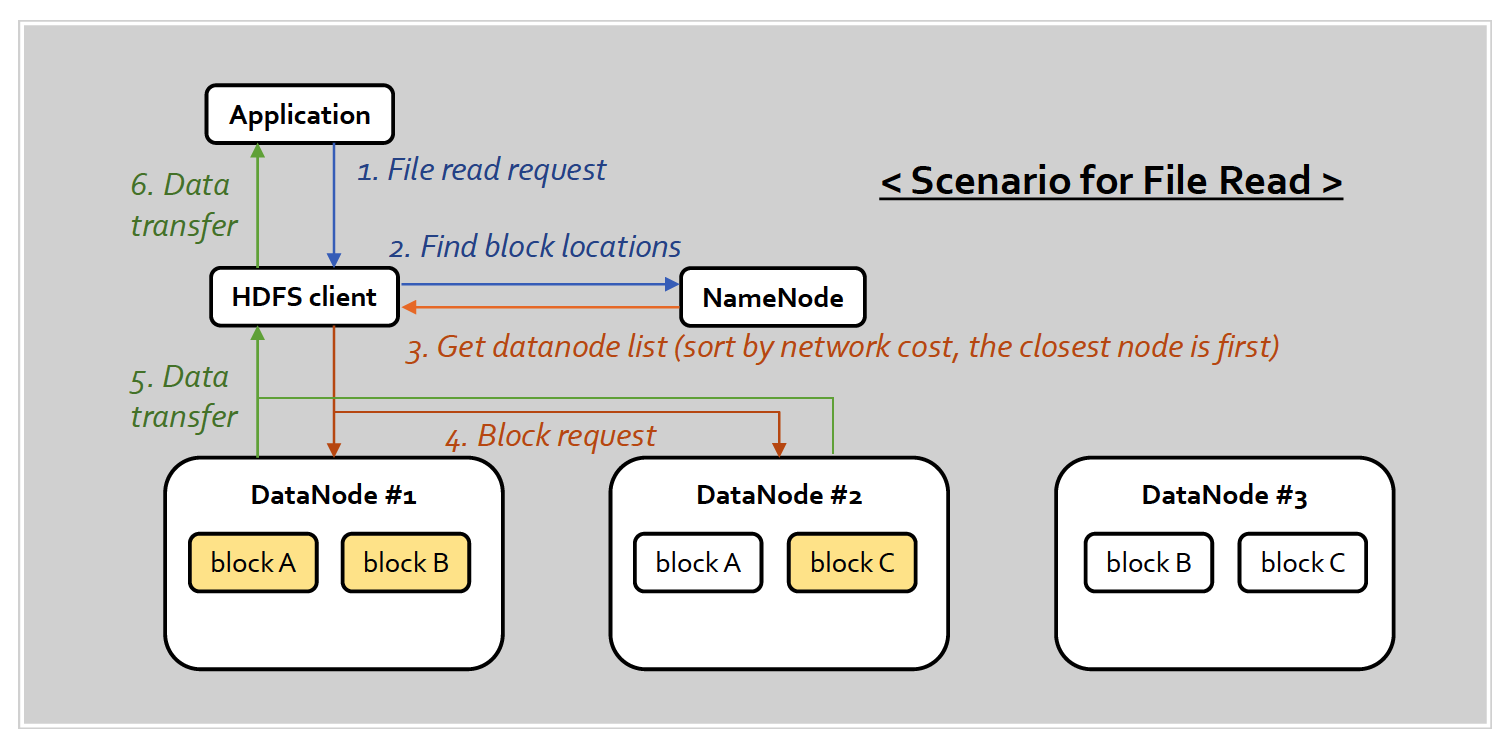 Application
1. File read request
< Scenario for File Read >
6. Data
transfer
2. Find block locations
HDFS client
NameNode
3. Get datanode list (sort by network cost, the closest node is first)
5. Data
transfer
4. Block request
DataNode #1
block A
block B
DataNode #2
block A
block C
DataNode #3
block B
block C